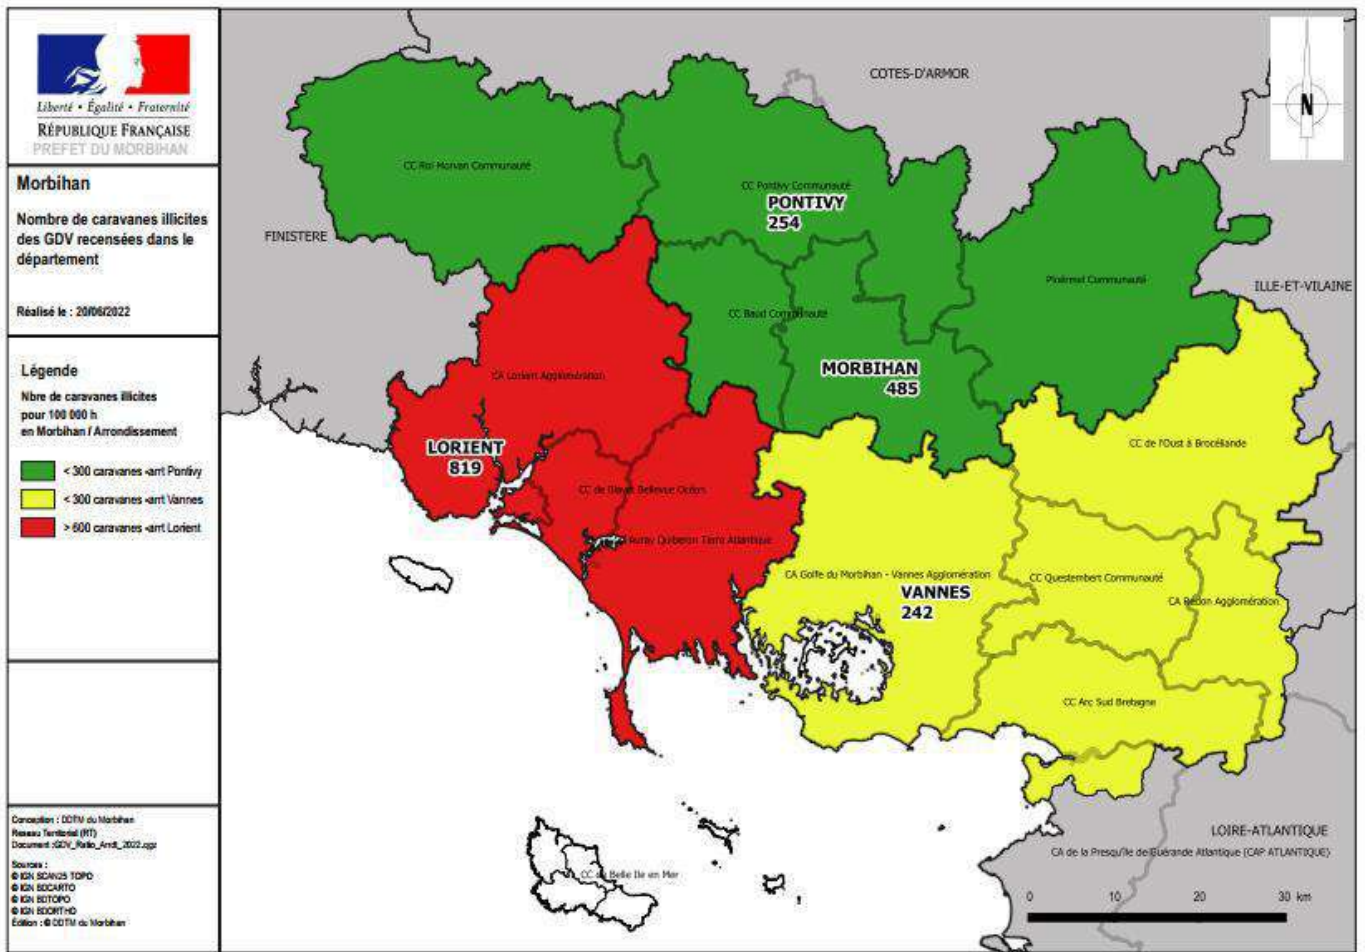 Liberté • Égalité • Fraternité
RÉPUBLIQUE FRANÇAISE
PREFET DU MORBIHAN
Morbihan
Nombre de caravanes illicites
des GDV recensées dans le
département
Réalisé le : 20/06/2022
Légende
Nbre de caravanes illicites
pour 100 000 h
en Morbihan / Arrondissement
< 300 caravanes -arrt Pontivy
< 300 caravanes -arrt Vannes
> 600 caravanes -arrt Lorient
Conception : DDTM du Morbihan
Reseau Territorial (RT)
Document :GDV_Ratio_Arrdt_2022.qgz
Sources :
© IGN SCAN25 TOPO
© IGN BDCARTO
© IGN BDTOPO
© IGN BDORTHO
Édition : © DDTM du Morbihan
COTES-D'ARMOR
N
CC Roi Morvan Communauté
CC Pontivy Communauté
PONTIVY
254
FINISTERE
Ploërmel Communauté
ILLE-ET-VILAINE
CC Baud Communauté
MORBIHAN
485
CA Lorient Agglomération
LORIENT
819
CC de l'Oust à Brocéliande
CC de Blavet Bellevue Océan
Auray Quiberon Terre Atlantique
CA Golfe du Morbihan - Vannes Agglomération
VANNES
242
CC Questembert Communauté
CA Redon Agglomération
CC Arc Sud Bretagne
LOIRE-ATLANTIQUE
CA de la Presqu'île de Guérande Atlantique (CAP ATLANTIQUE)
CC de Belle Ile en Mer
0 10 20 30 km